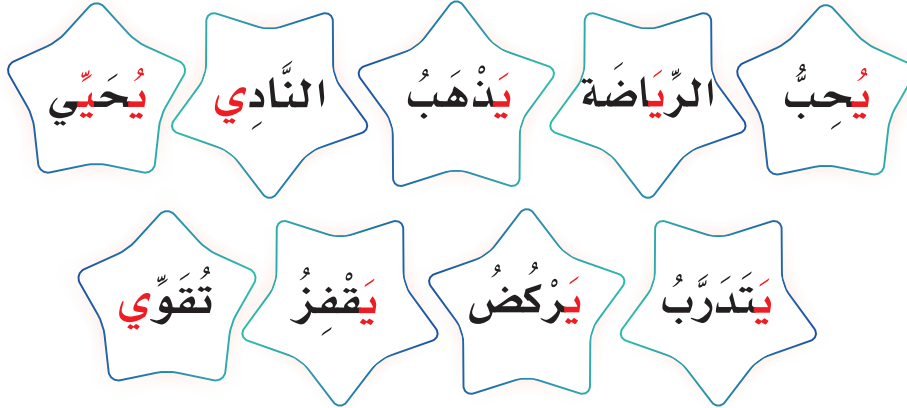 يُحِبُّ الرِّيَاضَة يَذْهَبُ النَّادِي يُحَيِّي
يَتَدَرَّبُ يَرْكُضُ يَقْفِزُ تُقَوِّي